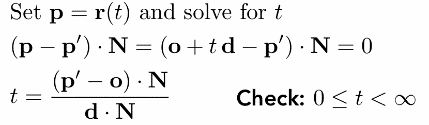 Set p = r(t) and solve for t
(p − p′) · N = (o + t d − p′) · N = 0
t = (p′ − o) · N / d · N
Check: 0 ≤ t < ∞